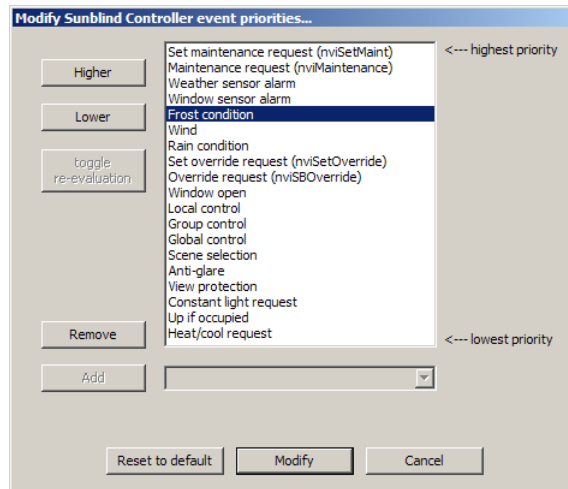 Modify Sunblind Controller event priorities...
Higher
Lower
toggle
re-evaluation
Remove
Add
Set maintenance request (nviSetMaint)
Maintenance request (nviMaintenance)
Weather sensor alarm
Window sensor alarm
Frost condition
Wind
Rain condition
Set override request (nviSetOverride)
Override request (nviSBOverride)
Window open
Local control
Group control
Global control
Scene selection
Anti-glare
View protection
Constant light request
Up if occupied
Heat/cool request
<--- highest priority
<--- lowest priority
Reset to default
Modify
Cancel